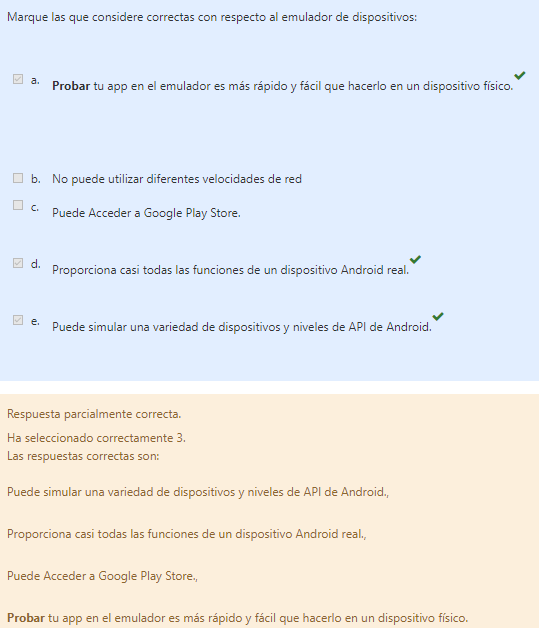 Marque las que considere correctas con respecto al emulador de dispositivos:
a. Probar tu app en el emulador es más rápido y fácil que hacerlo en un dispositivo físico.
b. No puede utilizar diferentes velocidades de red
c. Puede Acceder a Google Play Store.
d. Proporciona casi todas las funciones de un dispositivo Android real.
e. Puede simular una variedad de dispositivos y niveles de API de Android.
Respuesta parcialmente correcta.
Ha seleccionado correctamente 3.
Las respuestas correctas son:
Puede simular una variedad de dispositivos y niveles de API de Android.,
Proporciona casi todas las funciones de un dispositivo Android real.,
Puede Acceder a Google Play Store.,
Probar tu app en el emulador es más rápido y fácil que hacerlo en un dispositivo físico.